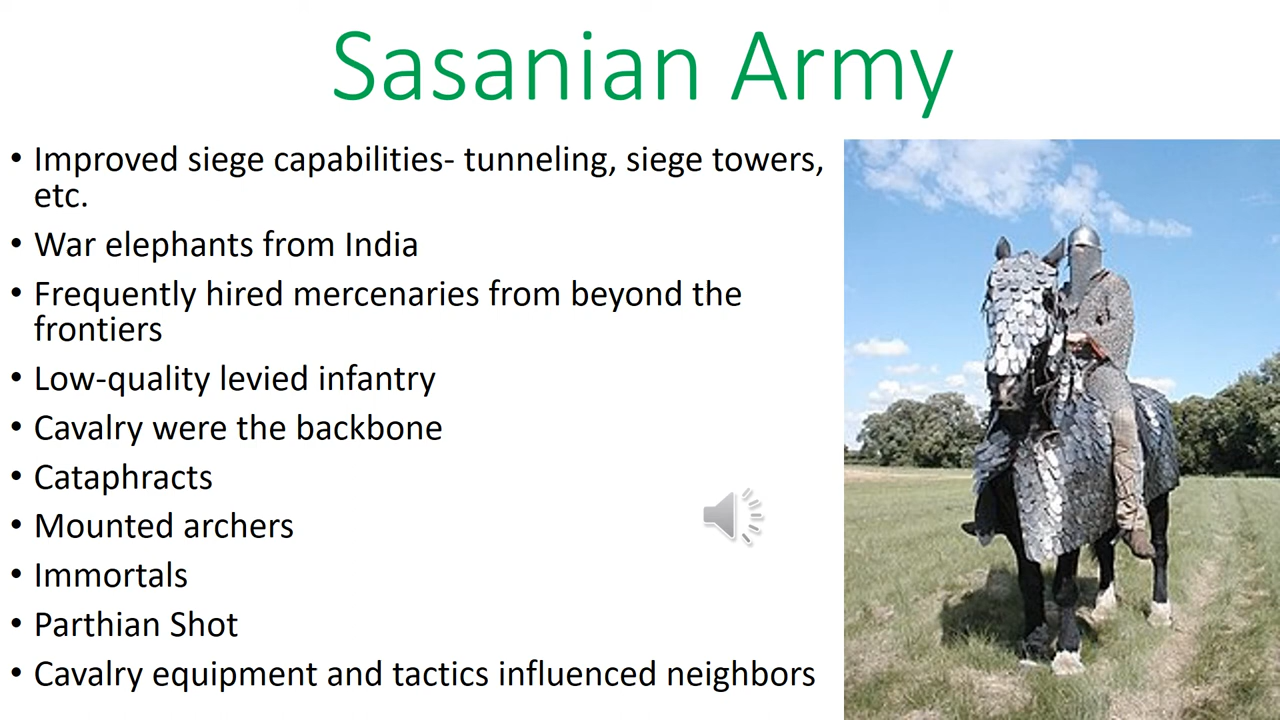 Sasanian Army
• Improved siege capabilities- tunneling, siege towers,
etc.
• War elephants from India
• Frequently hired mercenaries from beyond the
frontiers
• Low-quality levied infantry
• Cavalry were the backbone
• Cataphracts
• Mounted archers
• Immortals
• Parthian Shot
• Cavalry equipment and tactics influenced neighbors